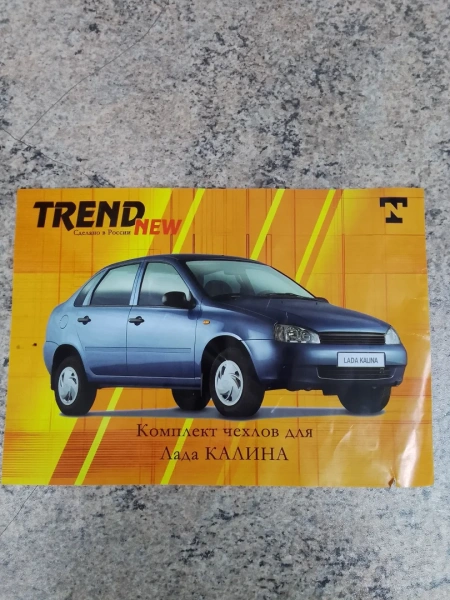 TREND
NEW
Сделано в России
LADA KALINA
Комплект чехлов для
Лада КАЛИНА